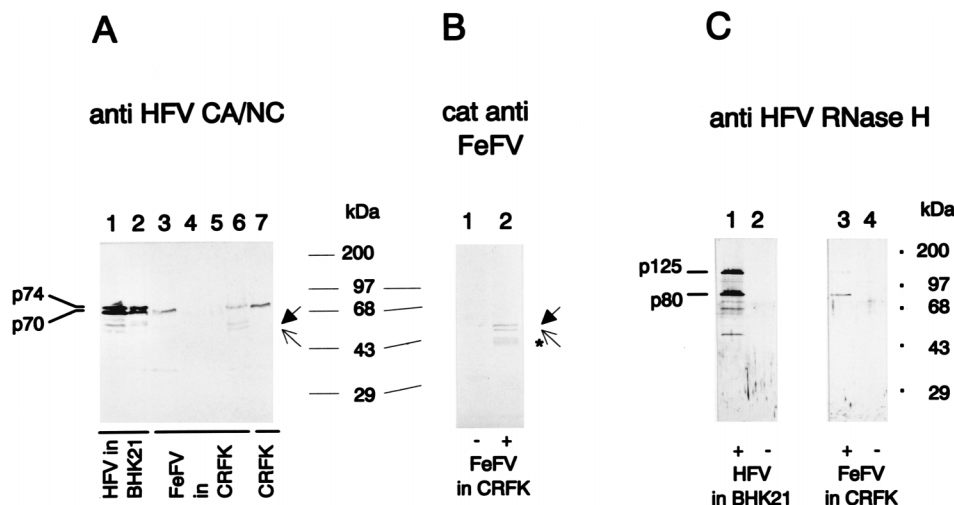 A
B
C
anti HFV CA/NC
cat anti
FeFV
anti HFV RNase H
1 2 3 4 5 6 7
kDa
200
97
68
43
29
p74
p70
HFV in
BHK21
FeFV
in
CRFK
CRFK
1 2
*
- +
FeFV
in CRFK
1 2
3 4
kDa
200
97
68
43
29
p125
p80
+ -
HFV
in BHK21
+ -
FeFV
in CRFK